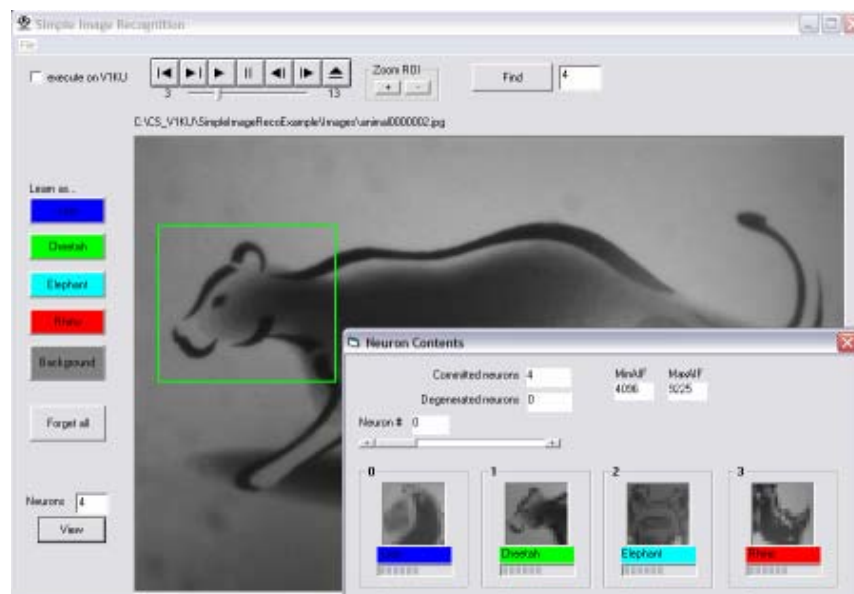 Simple Image Recognition
File
execute on V1KU
3 13
Zoom ROI
+ -
Find 4
C:\CS_V1KU\SimpleImageRecoExample\Images\animal0000002.jpg
Learn as...
Cheetah
Elephant
Rhino
Background
Forget all
Neurons 4
View
Neuron Contents
Committed neurons 4
Degenerated neurons 0
MinAIF MaxAIF
4096 9225
Neuron # 0
0 1 2 3
Cheetah Elephant Rhino